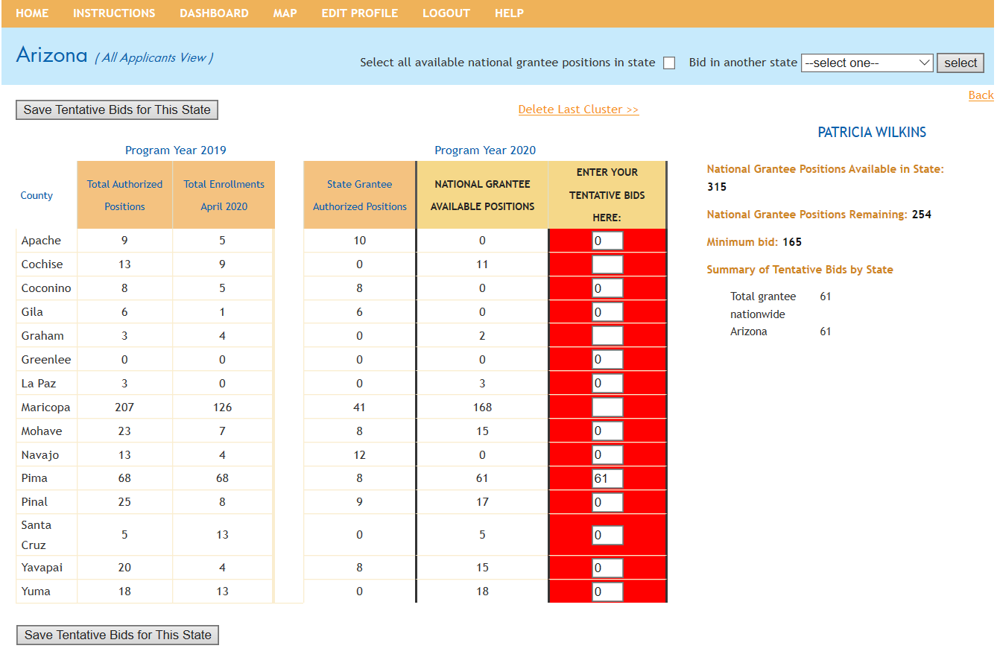 HOME INSTRUCTIONS DASHBOARD MAP EDIT PROFILE LOGOUT HELP
Arizona ( All Applicants View )
Select all available national grantee positions in state Bid in another state --select one-- select
Back
Save Tentative Bids for This State Delete Last Cluster >>
PATRICIA WILKINS
Program Year 2019 Program Year 2020
County Total Authorized Positions Total Enrollments April 2020 State Grantee Authorized Positions NATIONAL GRANTEE AVAILABLE POSITIONS ENTER YOUR TENTATIVE BIDS HERE:
Apache 9 5 10 0 0
Cochise 13 9 0 11
Coconino 8 5 8 0 0
Gila 6 1 6 0 0
Graham 3 4 0 2
Greenlee 0 0 0 0 0
La Paz 3 0 0 3 0
Maricopa 207 126 41 168
Mohave 23 7 8 15 0
Navajo 13 4 12 0 0
Pima 68 68 8 61 61
Pinal 25 8 9 17 0
Santa Cruz 5 13 0 5 0
Yavapai 20 4 8 15 0
Yuma 18 13 0 18 0
National Grantee Positions Available in State:
315
National Grantee Positions Remaining: 254
Minimum bid: 165
Summary of Tentative Bids by State
Total grantee nationwide 61
Arizona 61
Save Tentative Bids for This State